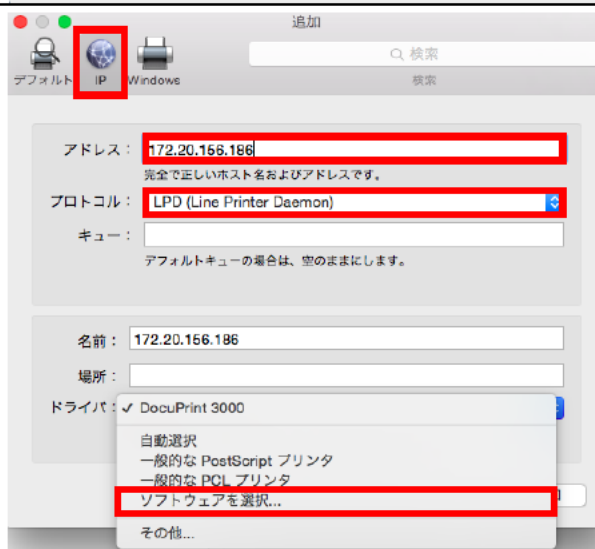 追加
検索
デフォルト IP Windows 検索
アドレス： 172.20.156.186
完全で正しいホスト名およびアドレスです。
プロトコル： LPD (Line Printer Daemon)
キュー：
デフォルトキューの場合は、空のままにします。
名前： 172.20.156.186
場所：
ドライバ： ✓ DocuPrint 3000
自動選択
一般的な PostScript プリンタ
一般的な PCL プリンタ
ソフトウェアを選択...
その他...